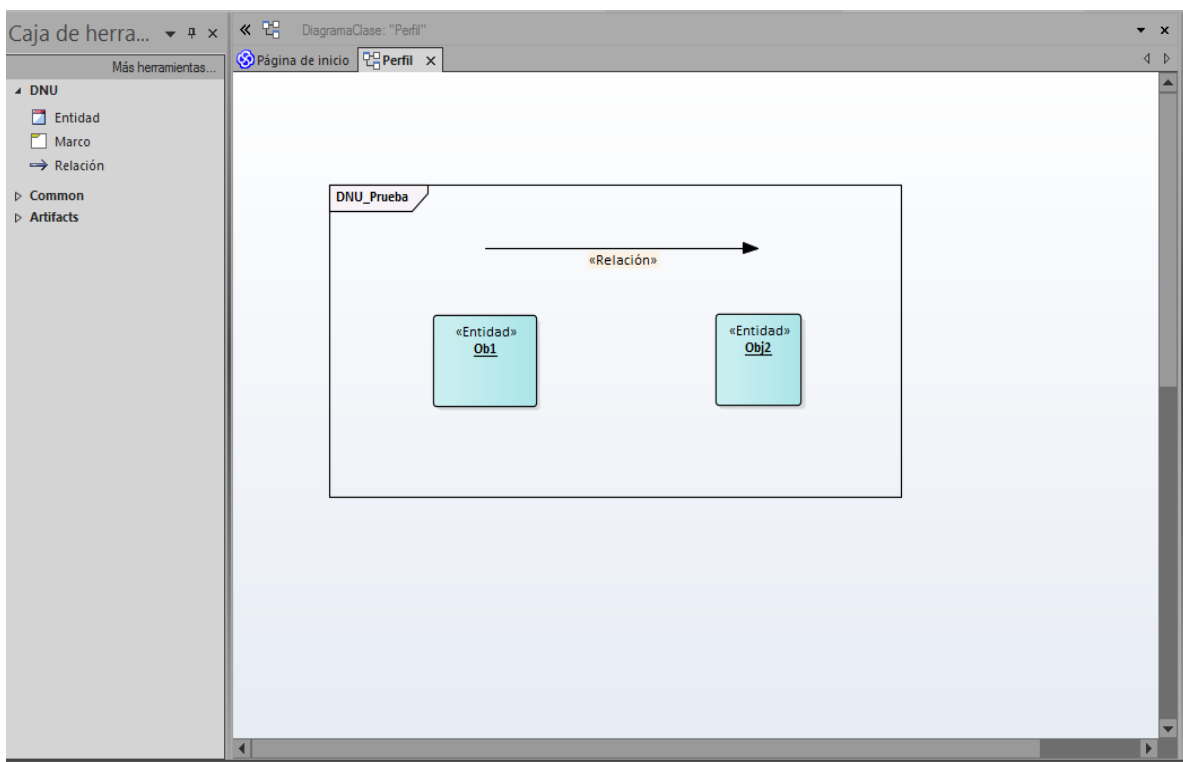 Caja de herra...
DiagramaClase: "Perfil"
Más herramientas...
Página de inicio
Perfil
DNU
Entidad
Marco
Relación
Common
Artifacts
DNU_Prueba
«Relación»
«Entidad»
Ob1
«Entidad»
Obj2